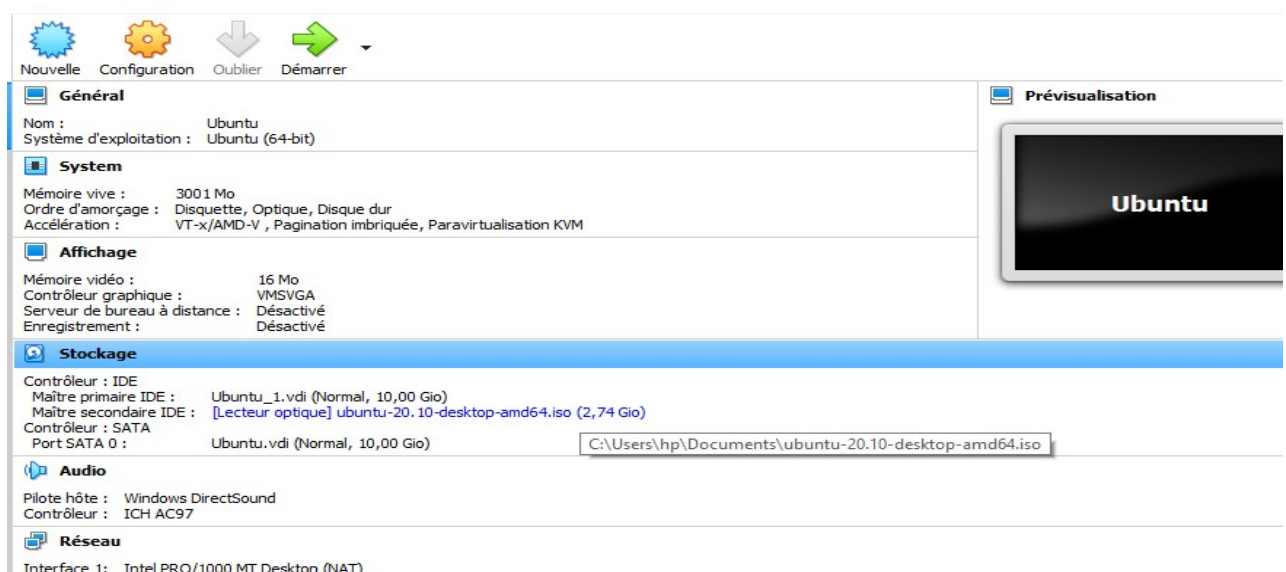 Nouvelle Configuration Oublier Démarrer
Général
Nom : Ubuntu
Système d'exploitation : Ubuntu (64-bit)
System
Mémoire vive : 3001 Mo
Ordre d'amorçage : Disquette, Optique, Disque dur
Accélération : VT-x/AMD-V , Pagination imbriquée, Paravirtualisation KVM
Affichage
Mémoire vidéo : 16 Mo
Contrôleur graphique : VMSVGA
Serveur de bureau à distance : Désactivé
Enregistrement : Désactivé
Prévisualisation
Ubuntu
Stockage
Contrôleur : IDE
Maître primaire IDE : Ubuntu_1.vdi (Normal, 10,00 Gio)
Maître secondaire IDE : [Lecteur optique] ubuntu-20.10-desktop-amd64.iso (2,74 Gio)
Contrôleur : SATA
Port SATA 0 : Ubuntu.vdi (Normal, 10,00 Gio)
C:\Users\hp\Documents\ubuntu-20.10-desktop-amd64.iso
Audio
Pilote hôte : Windows DirectSound
Contrôleur : ICH AC97
Réseau
Interface 1: Intel PRO/1000 MT Desktop (NAT)